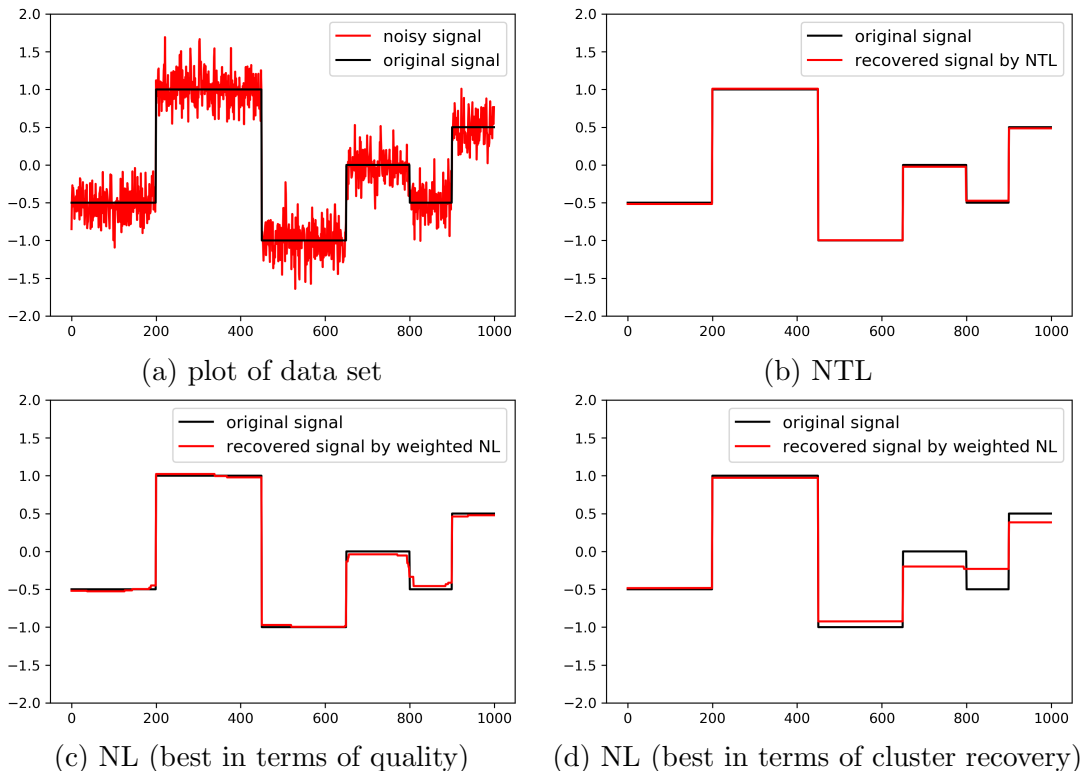 2.0
1.5
1.0
0.5
0.0
−0.5
−1.0
−1.5
−2.0
0 200 400 600 800 1000
noisy signal
original signal
(a) plot of data set
2.0
1.5
1.0
0.5
0.0
−0.5
−1.0
−1.5
−2.0
0 200 400 600 800 1000
original signal
recovered signal by NTL
(b) NTL
2.0
1.5
1.0
0.5
0.0
−0.5
−1.0
−1.5
−2.0
0 200 400 600 800 1000
original signal
recovered signal by weighted NL
(c) NL (best in terms of quality)
2.0
1.5
1.0
0.5
0.0
−0.5
−1.0
−1.5
−2.0
0 200 400 600 800 1000
original signal
recovered signal by weighted NL
(d) NL (best in terms of cluster recovery)